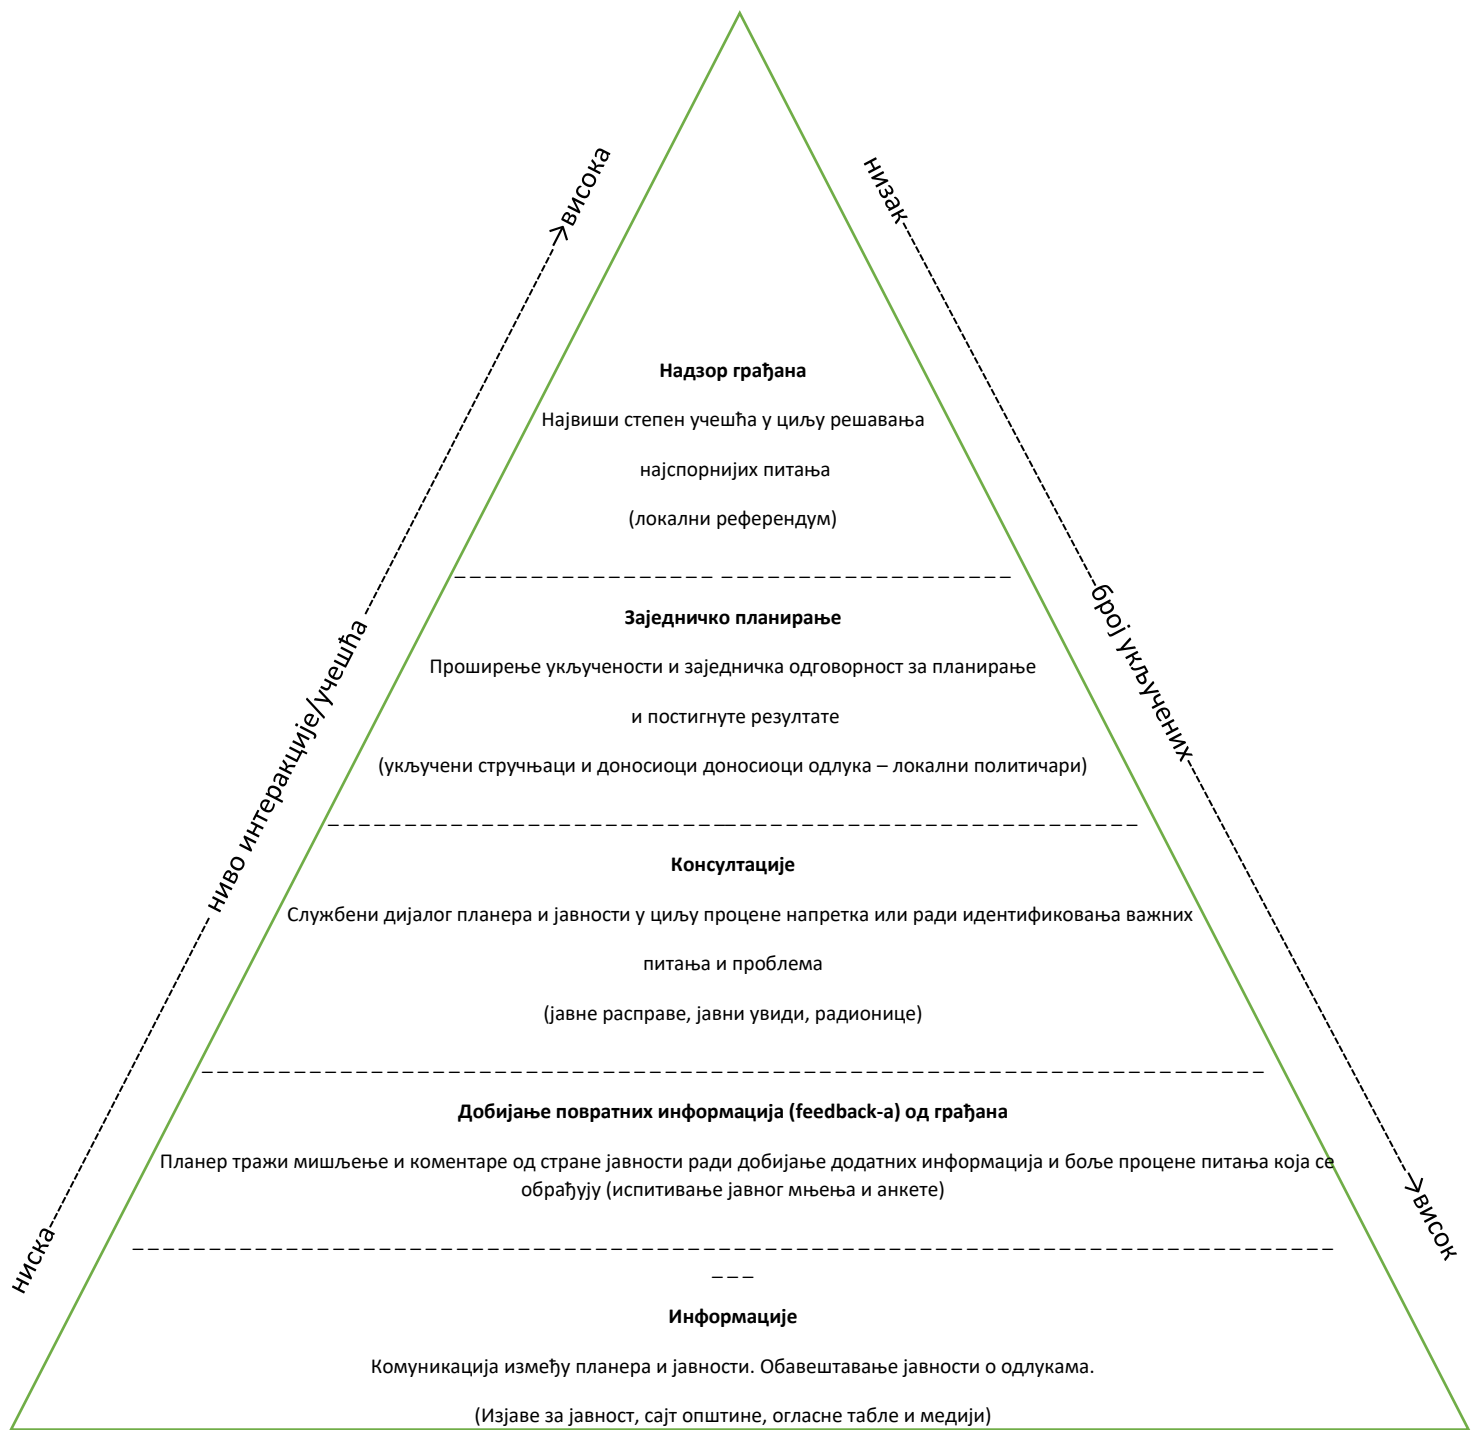 висока
низак
ниво интеракције/учешћа
број укључених
ниска
висок
Надзор грађана
Највиши степен учешћа у циљу решавања
најспорнијих питања
(локални референдум)
Заједничко планирање
Проширење укључености и заједничка одговорност за планирање
и постигнуте резултате
(укључени стручњаци и доносиоци доносиоци одлука – локални политичари)
Консултације
Службени дијалог планера и јавности у циљу процене напретка или ради идентификовања важних
питања и проблема
(јавне расправе, јавни увиди, радионице)
Добијање повратних информација (feedback-а) од грађана
Планер тражи мишљење и коментаре од стране јавности ради добијање додатних информација и боље процене питања која се
обрађују (испитивање јавног мњења и анкете)
Информације
Комуникација између планера и јавности. Обавештавање јавности о одлукама.
(Изјаве за јавност, сајт општине, огласне табле и медији)